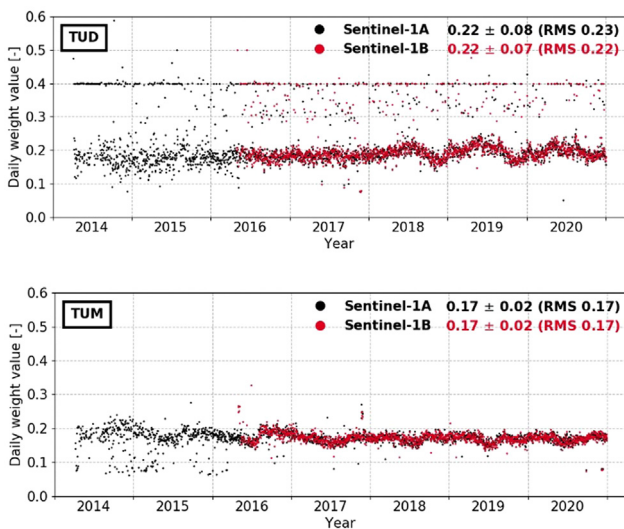 TUD
Sentinel-1A 0.22 ± 0.08 (RMS 0.23)
Sentinel-1B 0.22 ± 0.07 (RMS 0.22)
Daily weight value [-]
0.6
0.5
0.4
0.3
0.2
0.1
0.0
2014 2015 2016 2017 2018 2019 2020
Year
TUM
Sentinel-1A 0.17 ± 0.02 (RMS 0.17)
Sentinel-1B 0.17 ± 0.02 (RMS 0.17)
Daily weight value [-]
0.6
0.5
0.4
0.3
0.2
0.1
0.0
2014 2015 2016 2017 2018 2019 2020
Year